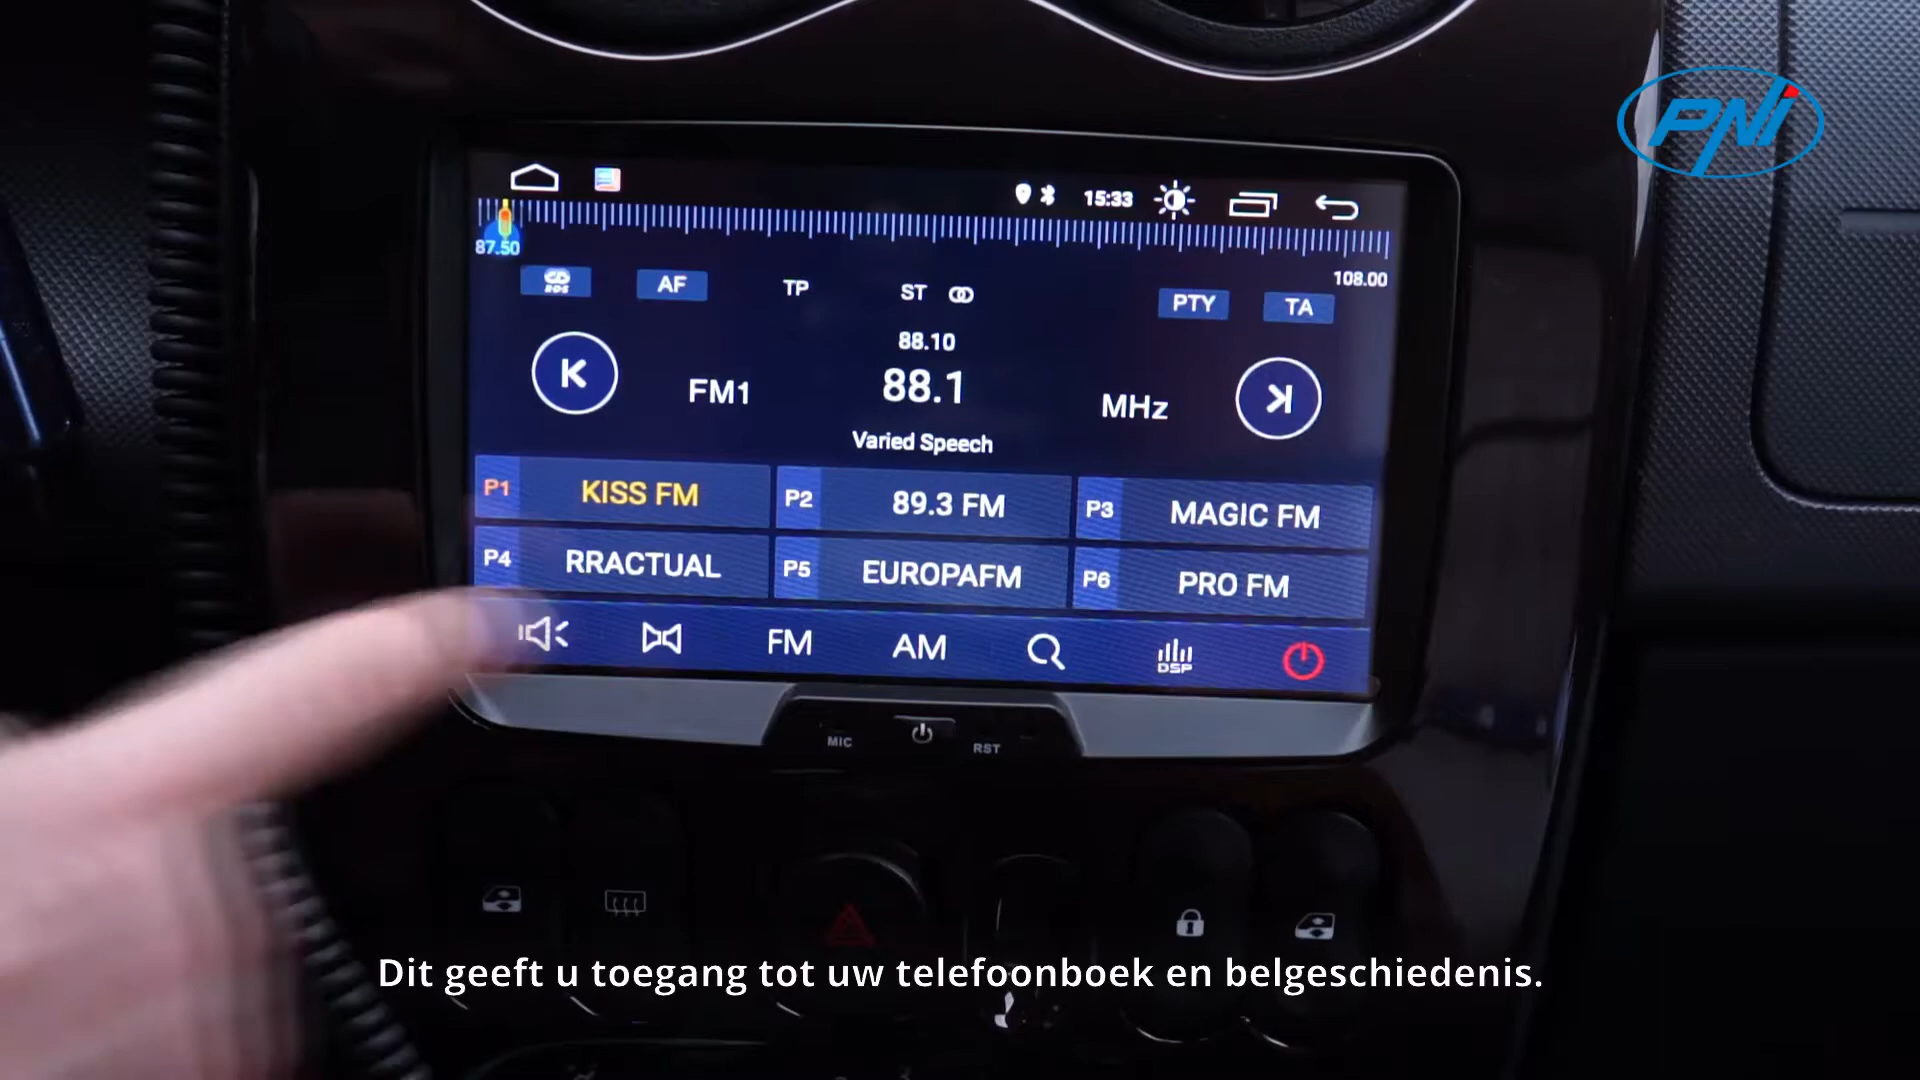 PNI
15:33
87.50
108.00
RDS AF TP ST PTY TA
88.10
FM1 88.1 MHz
Varied Speech
P1 KISS FM P2 89.3 FM P3 MAGIC FM
P4 RRACTUAL P5 EUROPAFM P6 PRO FM
FM AM DSP
MIC RST
Dit geeft u toegang tot uw telefoonboek en belgeschiedenis.